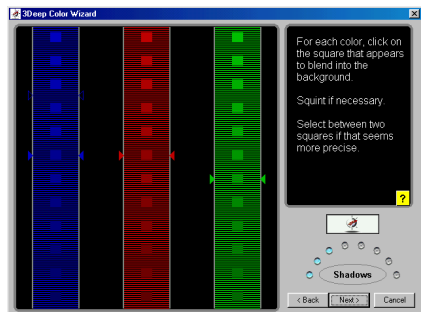 3Deep Color Wizard
For each color, click on
the square that appears
to blend into the
background.
Squint if necessary.
Select between two
squares if that seems
more precise.
?
Shadows
< Back
Next >
Cancel